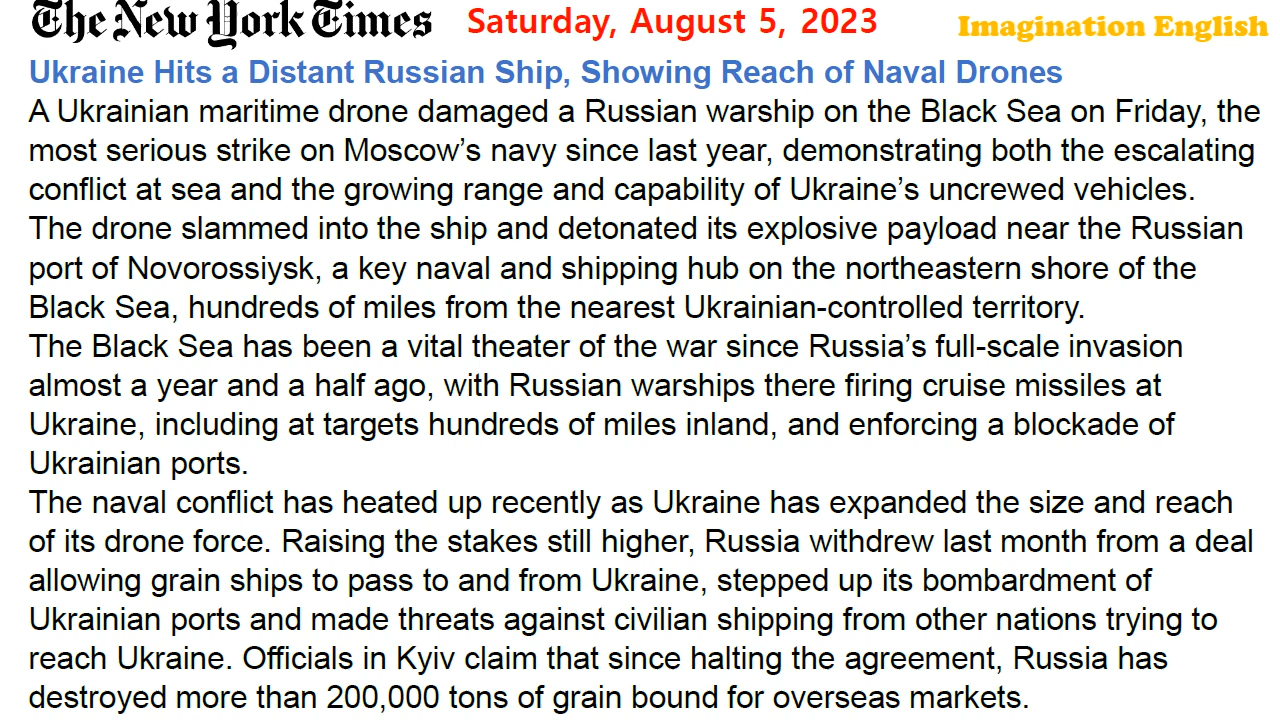 The New York Times Saturday, August 5, 2023 Imagination English
Ukraine Hits a Distant Russian Ship, Showing Reach of Naval Drones
A Ukrainian maritime drone damaged a Russian warship on the Black Sea on Friday, the
most serious strike on Moscow’s navy since last year, demonstrating both the escalating
conflict at sea and the growing range and capability of Ukraine’s uncrewed vehicles.
The drone slammed into the ship and detonated its explosive payload near the Russian
port of Novorossiysk, a key naval and shipping hub on the northeastern shore of the
Black Sea, hundreds of miles from the nearest Ukrainian-controlled territory.
The Black Sea has been a vital theater of the war since Russia’s full-scale invasion
almost a year and a half ago, with Russian warships there firing cruise missiles at
Ukraine, including at targets hundreds of miles inland, and enforcing a blockade of
Ukrainian ports.
The naval conflict has heated up recently as Ukraine has expanded the size and reach
of its drone force. Raising the stakes still higher, Russia withdrew last month from a deal
allowing grain ships to pass to and from Ukraine, stepped up its bombardment of
Ukrainian ports and made threats against civilian shipping from other nations trying to
reach Ukraine. Officials in Kyiv claim that since halting the agreement, Russia has
destroyed more than 200,000 tons of grain bound for overseas markets.